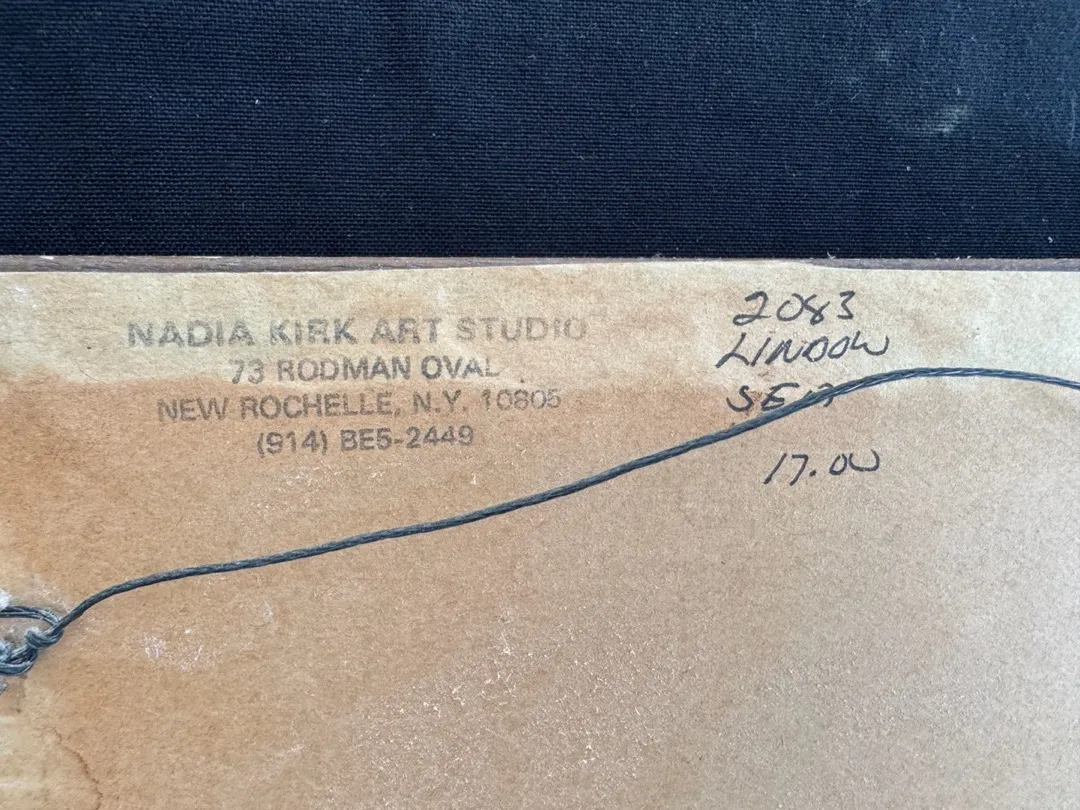 NADIA KIRK ART STUDIO
73 RODMAN OVAL
NEW ROCHELLE, N.Y. 10805
(914) BE5-2449
2083
LINDOW
17.00